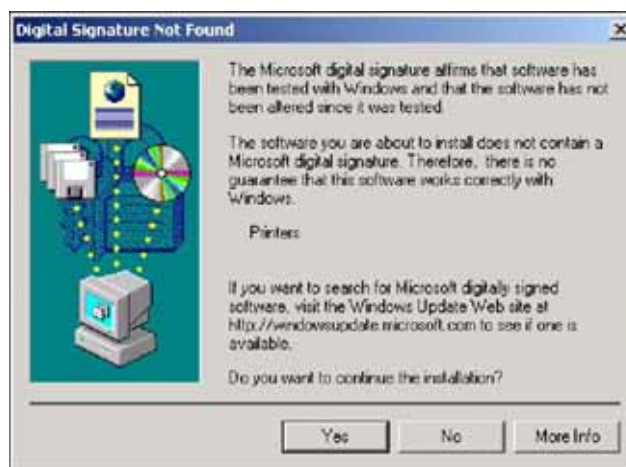 Digital Signature Not Found
The Microsoft digital signature affirms that software has
been tested with Windows and that the software has not
been altered since it was tested.
The software you are about to install does not contain a
Microsoft digital signature. Therefore, there is no
guarantee that this software works correctly with
Windows.
Printers
If you want to search for Microsoft digitally signed
software, visit the Windows Update Web site at
http://windowsupdate.microsoft.com to see if one is
available.
Do you want to continue the installation?
Yes
No
More Info